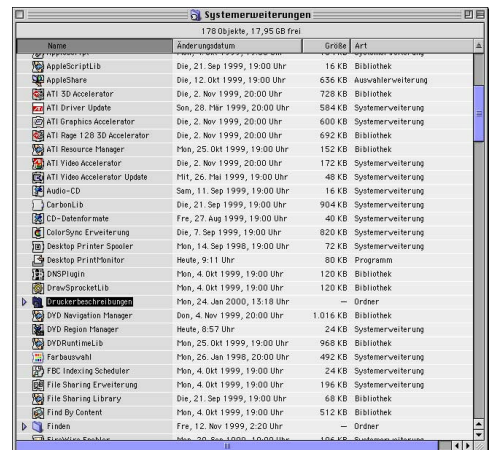 Systemerweiterungen
178 Objekte, 17,95 GB frei
Name Änderungsdatum Größe Art
AppleScriptLib Die, 21. Sep 1999, 19:00 Uhr 16 KB Bibliothek
AppleShare Die, 12. Okt 1999, 19:00 Uhr 636 KB Auswahlerweiterung
ATI 3D Accelerator Die, 2. Nov 1999, 20:00 Uhr 728 KB Bibliothek
ATI Driver Update Son, 28. Mär 1999, 20:00 Uhr 584 KB Systemerweiterung
ATI Graphics Accelerator Die, 2. Nov 1999, 20:00 Uhr 600 KB Systemerweiterung
ATI Rage 128 3D Accelerator Die, 2. Nov 1999, 20:00 Uhr 692 KB Bibliothek
ATI Resource Manager Mon, 25. Okt 1999, 19:00 Uhr 152 KB Bibliothek
ATI Video Accelerator Die, 2. Nov 1999, 20:00 Uhr 172 KB Systemerweiterung
ATI Video Accelerator Update Mit, 26. Mai 1999, 19:00 Uhr 48 KB Systemerweiterung
Audio-CD Sam, 11. Sep 1999, 19:00 Uhr 16 KB Systemerweiterung
CarbonLib Die, 21. Sep 1999, 19:00 Uhr 904 KB Systemerweiterung
CD-Datenformate Fre, 27. Aug 1999, 19:00 Uhr 40 KB Systemerweiterung
ColorSync Erweiterung Die, 7. Sep 1999, 19:00 Uhr 820 KB Systemerweiterung
Desktop Printer Spooler Mon, 14. Sep 1998, 19:00 Uhr 72 KB Systemerweiterung
Desktop PrintMonitor Heute, 9:11 Uhr 80 KB Programm
DNSPlugin Mon, 4. Okt 1999, 19:00 Uhr 120 KB Bibliothek
DrawSprocketLib Mon, 4. Okt 1999, 19:00 Uhr 120 KB Bibliothek
Druckerbeschreibungen Mon, 24. Jan 2000, 13:18 Uhr — Ordner
DVD Navigation Manager Don, 4. Nov 1999, 20:00 Uhr 1.016 KB Bibliothek
DVD Region Manager Heute, 8:57 Uhr 24 KB Systemerweiterung
DVDRuntimeLib Mon, 25. Okt 1999, 19:00 Uhr 968 KB Bibliothek
Farbauswahl Mon, 26. Jan 1998, 20:00 Uhr 492 KB Systemerweiterung
FBC Indexing Scheduler Mon, 4. Okt 1999, 19:00 Uhr 24 KB Systemerweiterung
File Sharing Erweiterung Mon, 4. Okt 1999, 19:00 Uhr 196 KB Systemerweiterung
File Sharing Library Die, 21. Sep 1999, 19:00 Uhr 68 KB Bibliothek
Find By Content Mon, 4. Okt 1999, 19:00 Uhr 512 KB Bibliothek
Finden Fre, 12. Nov 1999, 2:20 Uhr — Ordner